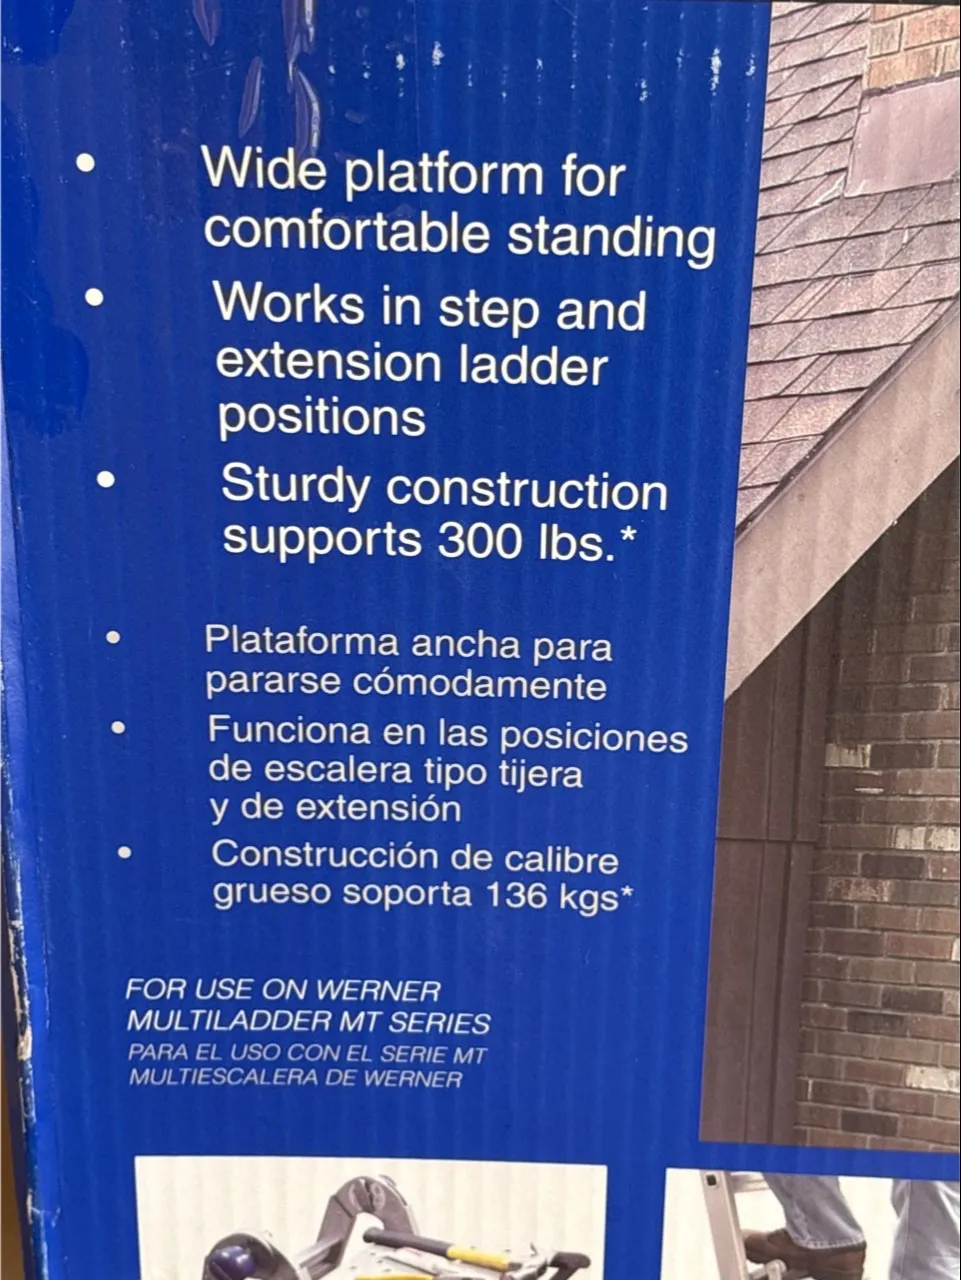 • Wide platform for
comfortable standing
• Works in step and
extension ladder
positions
• Sturdy construction
supports 300 lbs.*
• Plataforma ancha para
pararse cómodamente
• Funciona en las posiciones
de escalera tipo tijera
y de extensión
• Construcción de calibre
grueso soporta 136 kgs*
FOR USE ON WERNER
MULTILADDER MT SERIES
PARA EL USO CON EL SERIE MT
MULTIESCALERA DE WERNER